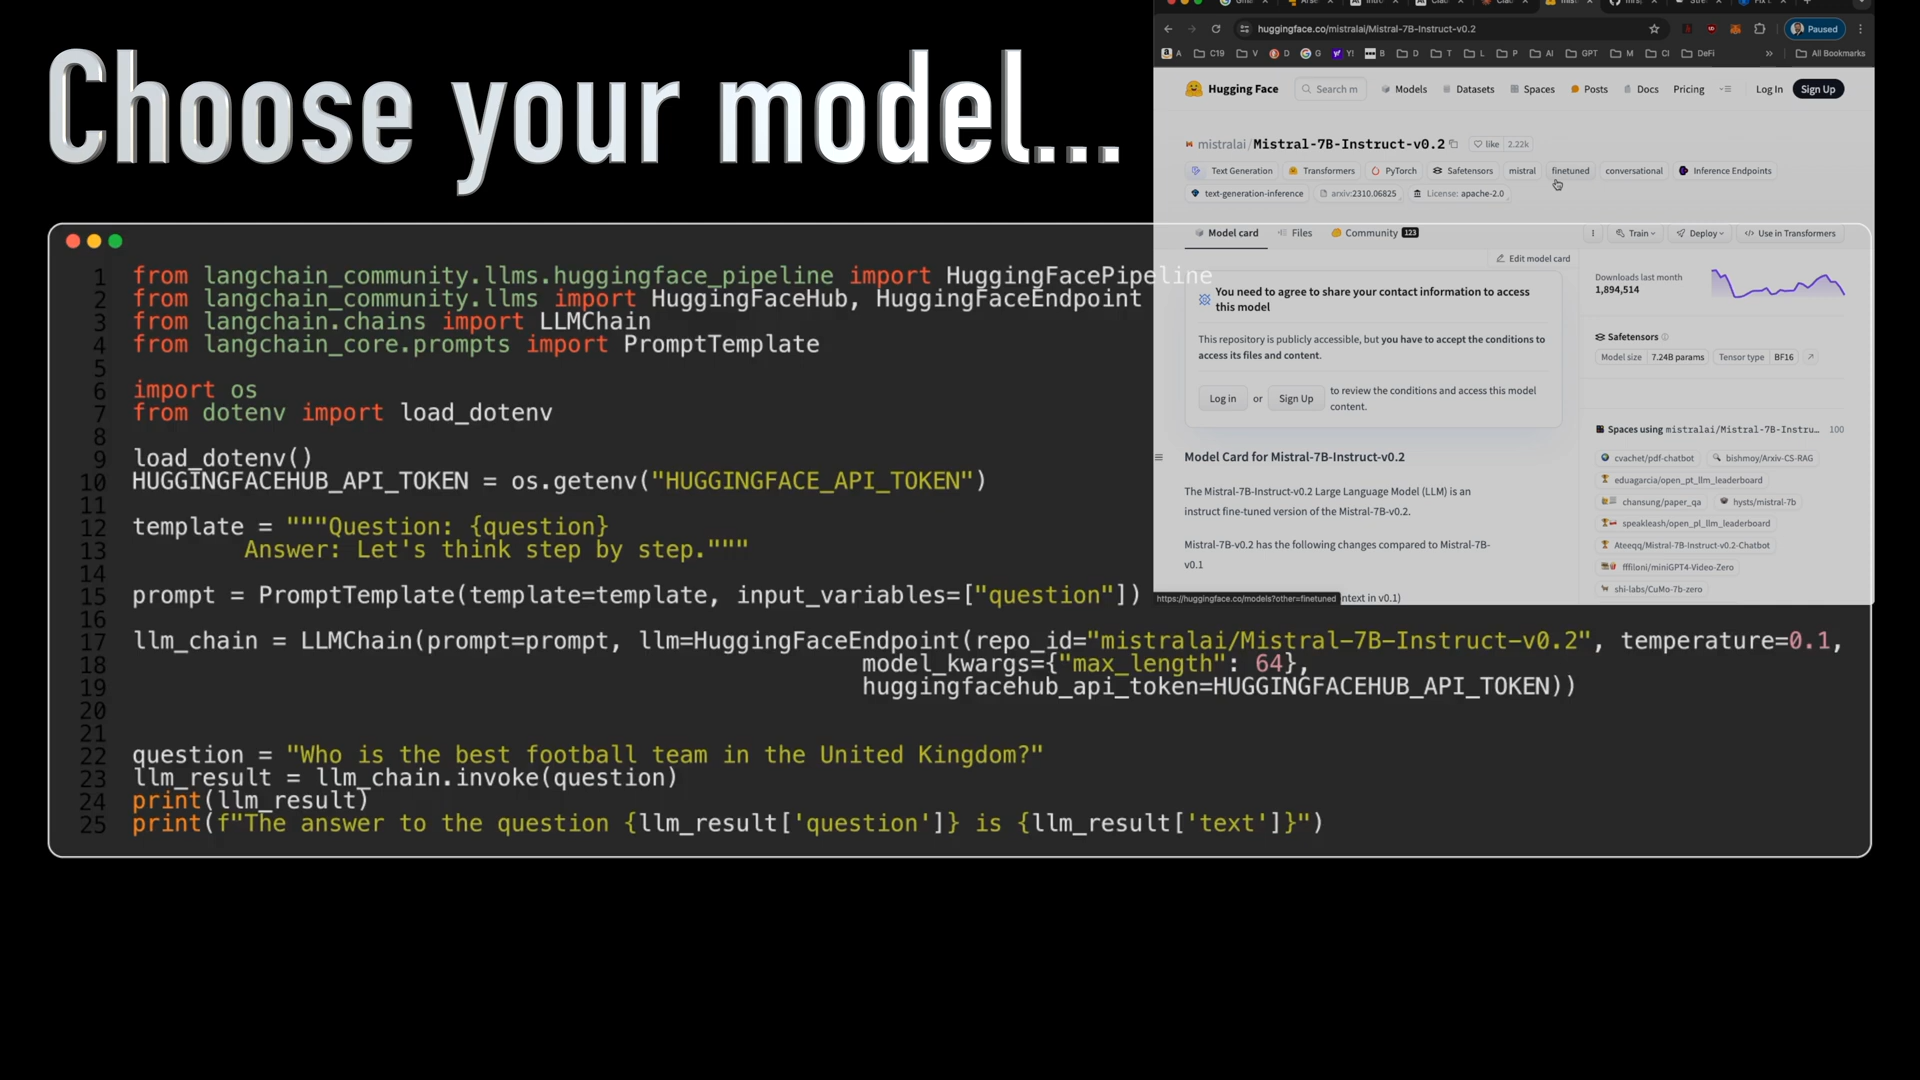 Choose your model...
huggingface.co/mistralai/Mistral-7B-Instruct-v0.2
Paused
A C19 V D G Y! B D T L P AI GPT M CI DeFi » All Bookmarks
Hugging Face Search m Models Datasets Spaces Posts Docs Pricing Log In Sign Up
mistralai/Mistral-7B-Instruct-v0.2 like 2.22k
Text Generation Transformers PyTorch Safetensors mistral finetuned conversational Inference Endpoints
text-generation-inference arxiv:2310.06825 License: apache-2.0
Model card Files Community 123 Train Deploy Use in Transformers
Edit model card
You need to agree to share your contact information to access
this model
This repository is publicly accessible, but you have to accept the conditions to
access its files and content.
Log in or Sign Up to review the conditions and access this model
content.
Model Card for Mistral-7B-Instruct-v0.2
The Mistral-7B-Instruct-v0.2 Large Language Model (LLM) is an
instruct fine-tuned version of the Mistral-7B-v0.2.
Mistral-7B-v0.2 has the following changes compared to Mistral-7B-
v0.1
https://huggingface.co/models?other=finetuned ntext in v0.1)
Downloads last month
1,894,514
Safetensors
Model size 7.24B params Tensor type BF16
Spaces using mistralai/Mistral-7B-Instru... 100
cvachet/pdf-chatbot bishmoy/Arxiv-CS-RAG
eduagarcia/open_pt_llm_leaderboard
chansung/paper_qa hysts/mistral-7b
speakleash/open_pl_llm_leaderboard
Ateeqq/Mistral-7B-Instruct-v0.2-Chatbot
fffiloni/miniGPT4-Video-Zero
shi-labs/CuMo-7b-zero
1 from langchain_community.llms.huggingface_pipeline import HuggingFacePipeline
2 from langchain_community.llms import HuggingFaceHub, HuggingFaceEndpoint
3 from langchain.chains import LLMChain
4 from langchain_core.prompts import PromptTemplate
5
6 import os
7 from dotenv import load_dotenv
8
9 load_dotenv()
10 HUGGINGFACEHUB_API_TOKEN = os.getenv("HUGGINGFACE_API_TOKEN")
11
12 template = """Question: {question}
13 Answer: Let's think step by step."""
14
15 prompt = PromptTemplate(template=template, input_variables=["question"])
16
17 llm_chain = LLMChain(prompt=prompt, llm=HuggingFaceEndpoint(repo_id="mistralai/Mistral-7B-Instruct-v0.2", temperature=0.1,
18 model_kwargs={"max_length": 64},
19 huggingfacehub_api_token=HUGGINGFACEHUB_API_TOKEN))
20
21
22 question = "Who is the best football team in the United Kingdom?"
23 llm_result = llm_chain.invoke(question)
24 print(llm_result)
25 print(f"The answer to the question {llm_result['question']} is {llm_result['text']}")